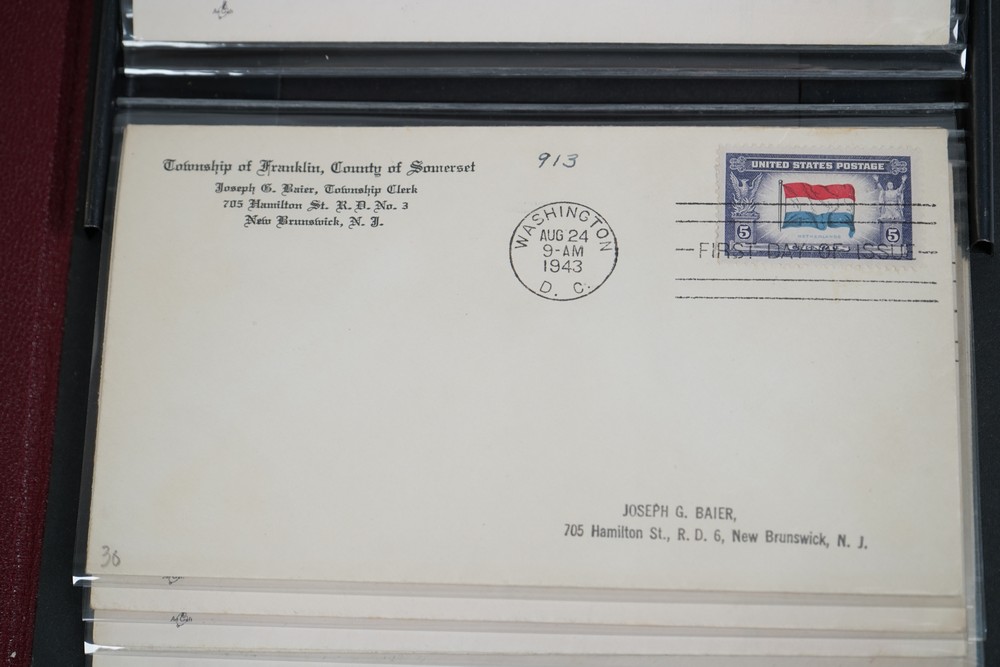 Township of Franklin, County of Somerset
Joseph G. Baier, Township Clerk
705 Hamilton St. R. D. No. 3
New Brunswick, N. J.
913
WASHINGTON
AUG 24
9-AM
1943
D. C.
UNITED STATES POSTAGE
5 5
FIRST DAY OF ISSUE
JOSEPH G. BAIER,
705 Hamilton St., R. D. 6, New Brunswick, N. J.
30